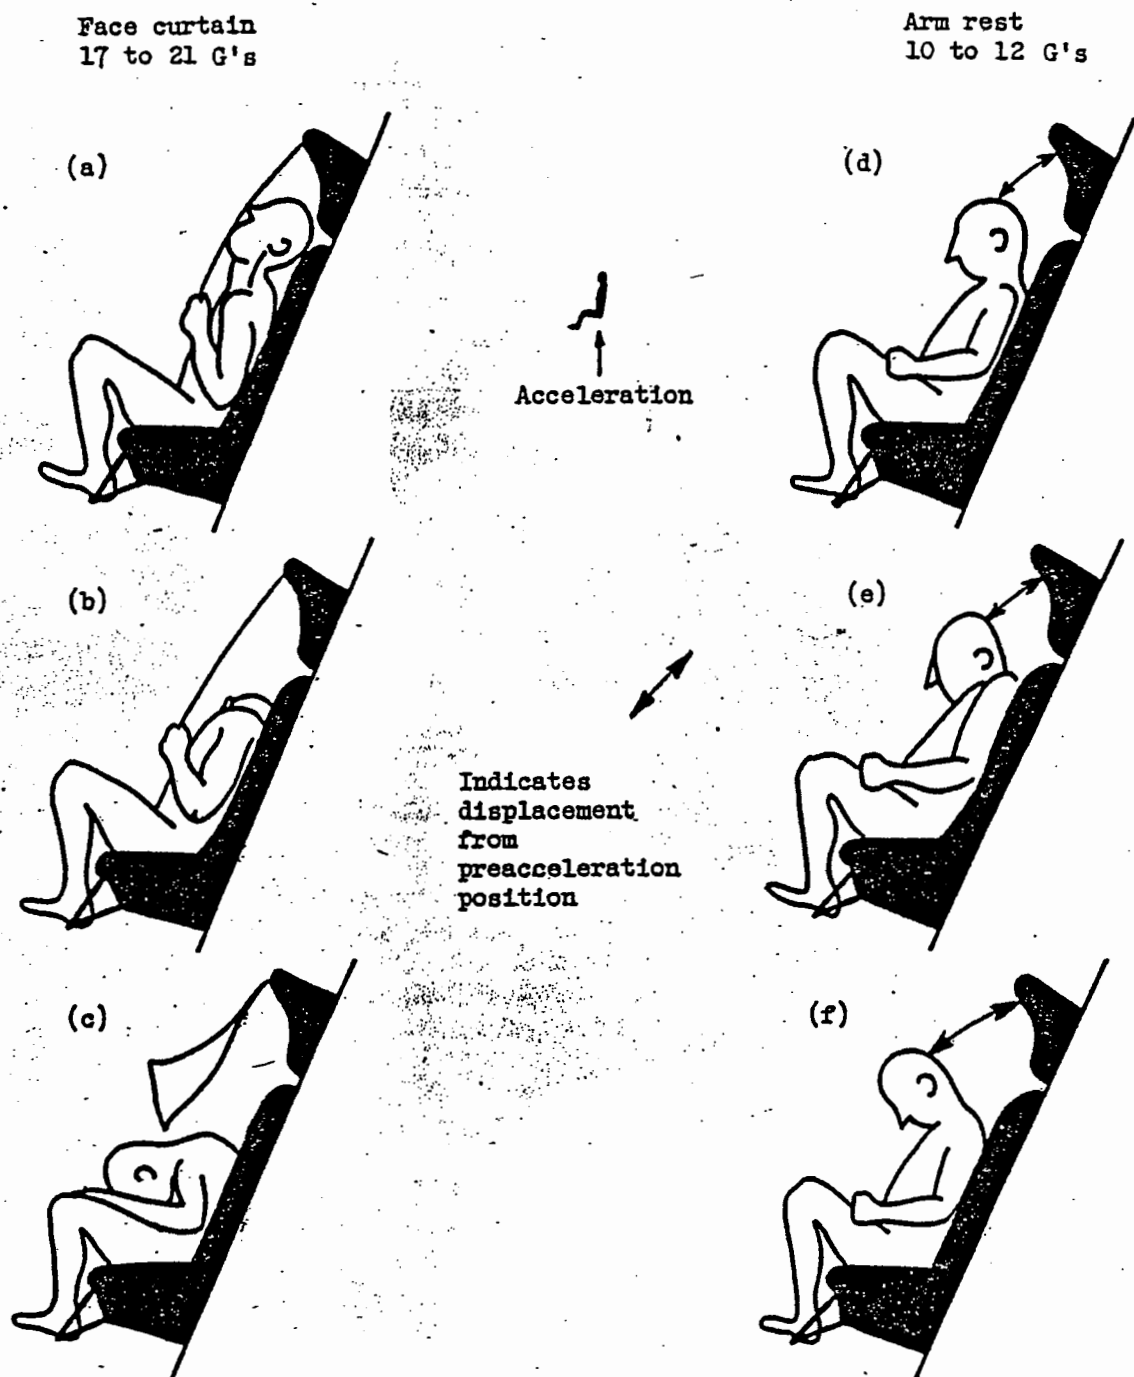 Face curtain
17 to 21 G's
Arm rest
10 to 12 G's
(a)
(d)
Acceleration
(b)
(e)
Indicates
displacement
from
preacceleration
position
(c)
(f)